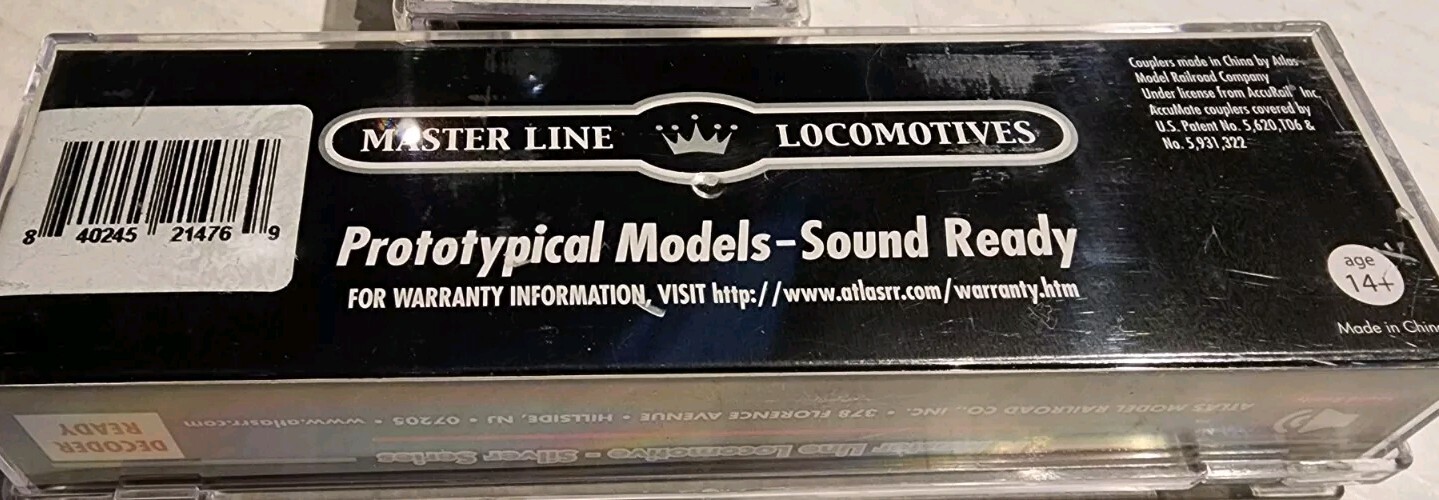 Couplers made in China by Atlas
Model Railroad Company
Under license from AccuRail® Inc.
AccuMate couplers covered by
U.S. Patent No. 5,620,106 &
No. 5,931,322
MASTER LINE LOCOMOTIVES
8 40245 21476 9
Prototypical Models-Sound Ready
FOR WARRANTY INFORMATION, VISIT http://www.atlasrr.com/warranty.htm
age
14+
Made in China
ATLAS MODEL RAILROAD CO., INC. • 378 FLORENCE AVENUE • HILLSIDE, NJ • 07205 • www.atlasrr.com
DECODER
READY
Line Locomotive - Silver Series